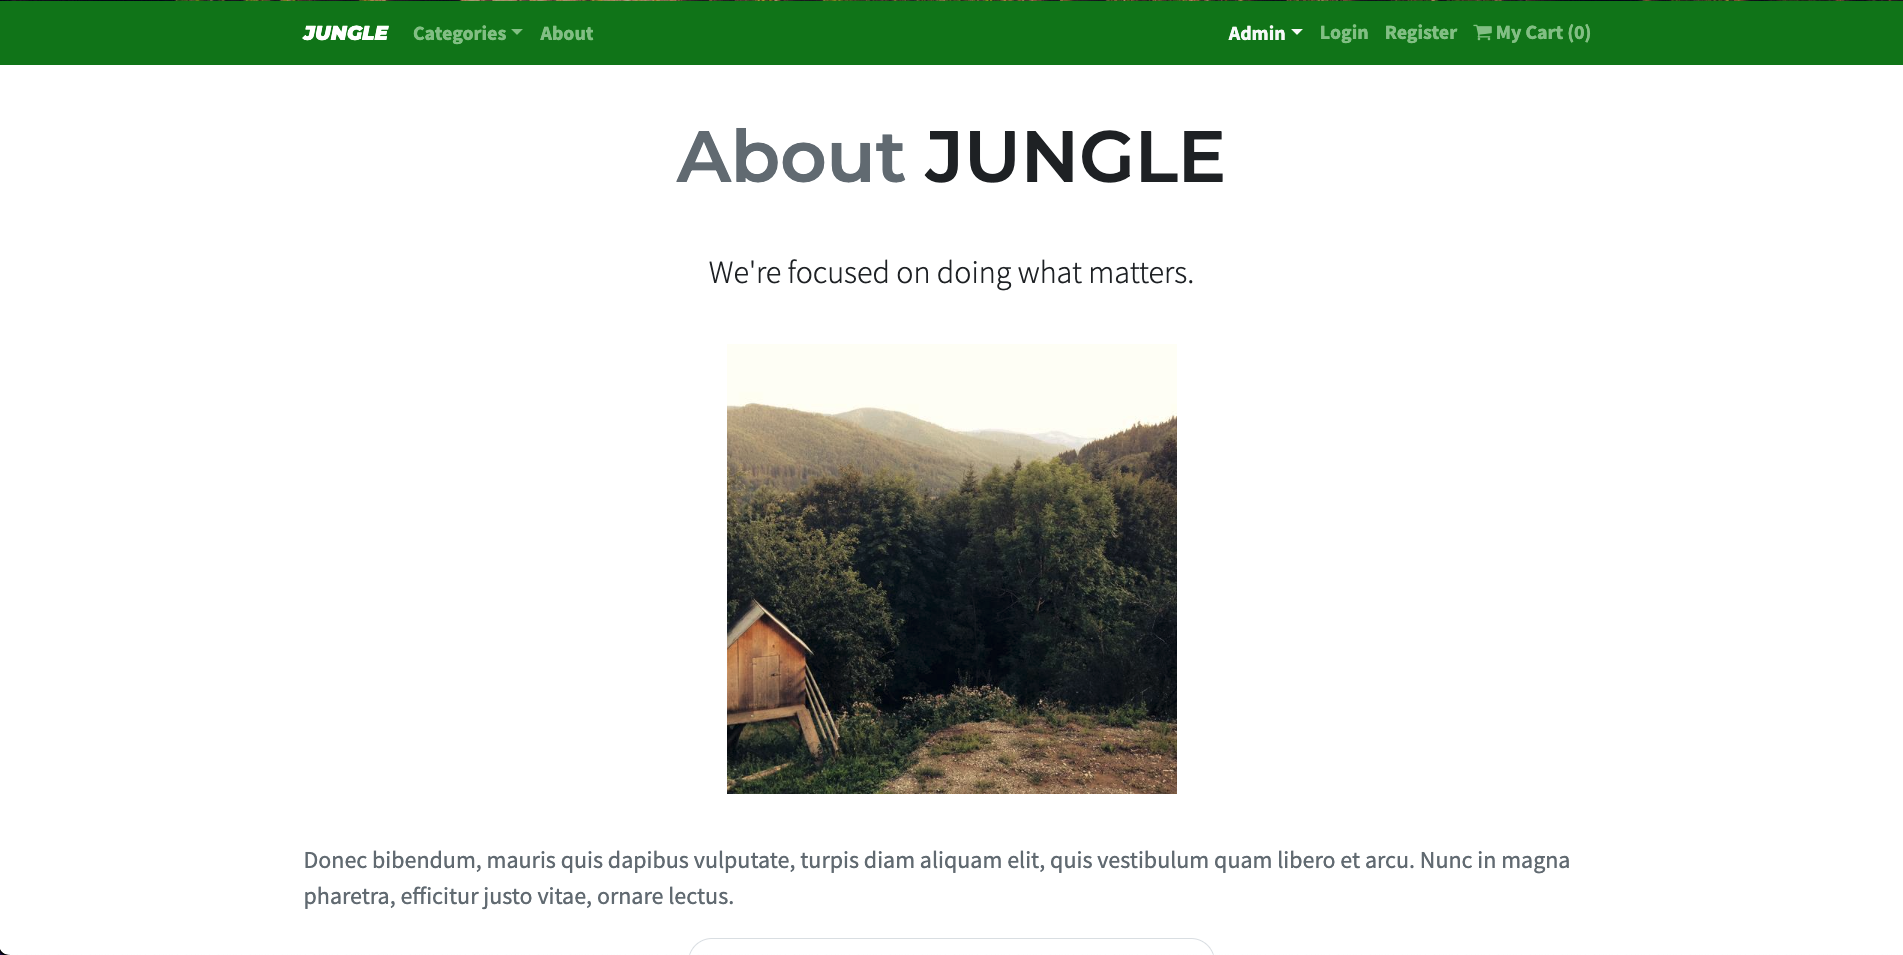 JUNGLE Categories About Admin Login Register My Cart (0)
About JUNGLE
We're focused on doing what matters.
Donec bibendum, mauris quis dapibus vulputate, turpis diam aliquam elit, quis vestibulum quam libero et arcu. Nunc in magna
pharetra, efficitur justo vitae, ornare lectus.